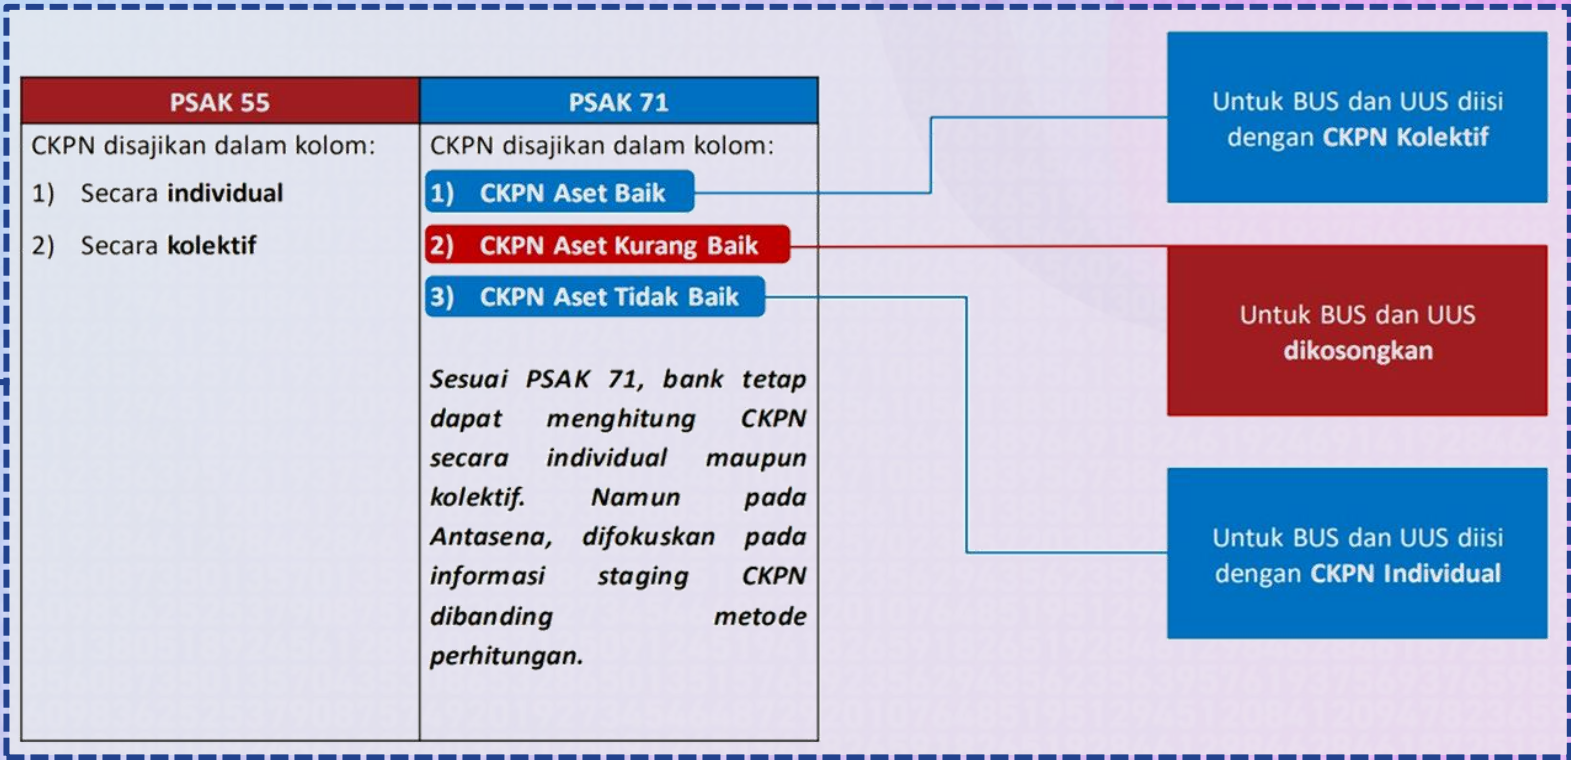 PSAK 55
PSAK 71
CKPN disajikan dalam kolom:
1) Secara individual
2) Secara kolektif
CKPN disajikan dalam kolom:
1) CKPN Aset Baik
2) CKPN Aset Kurang Baik
3) CKPN Aset Tidak Baik
Sesuai PSAK 71, bank tetap
dapat menghitung CKPN
secara individual maupun
kolektif. Namun pada
Antasena, difokuskan pada
informasi staging CKPN
dibanding metode
perhitungan.
Untuk BUS dan UUS diisi
dengan CKPN Kolektif
Untuk BUS dan UUS
dikosongkan
Untuk BUS dan UUS diisi
dengan CKPN Individual